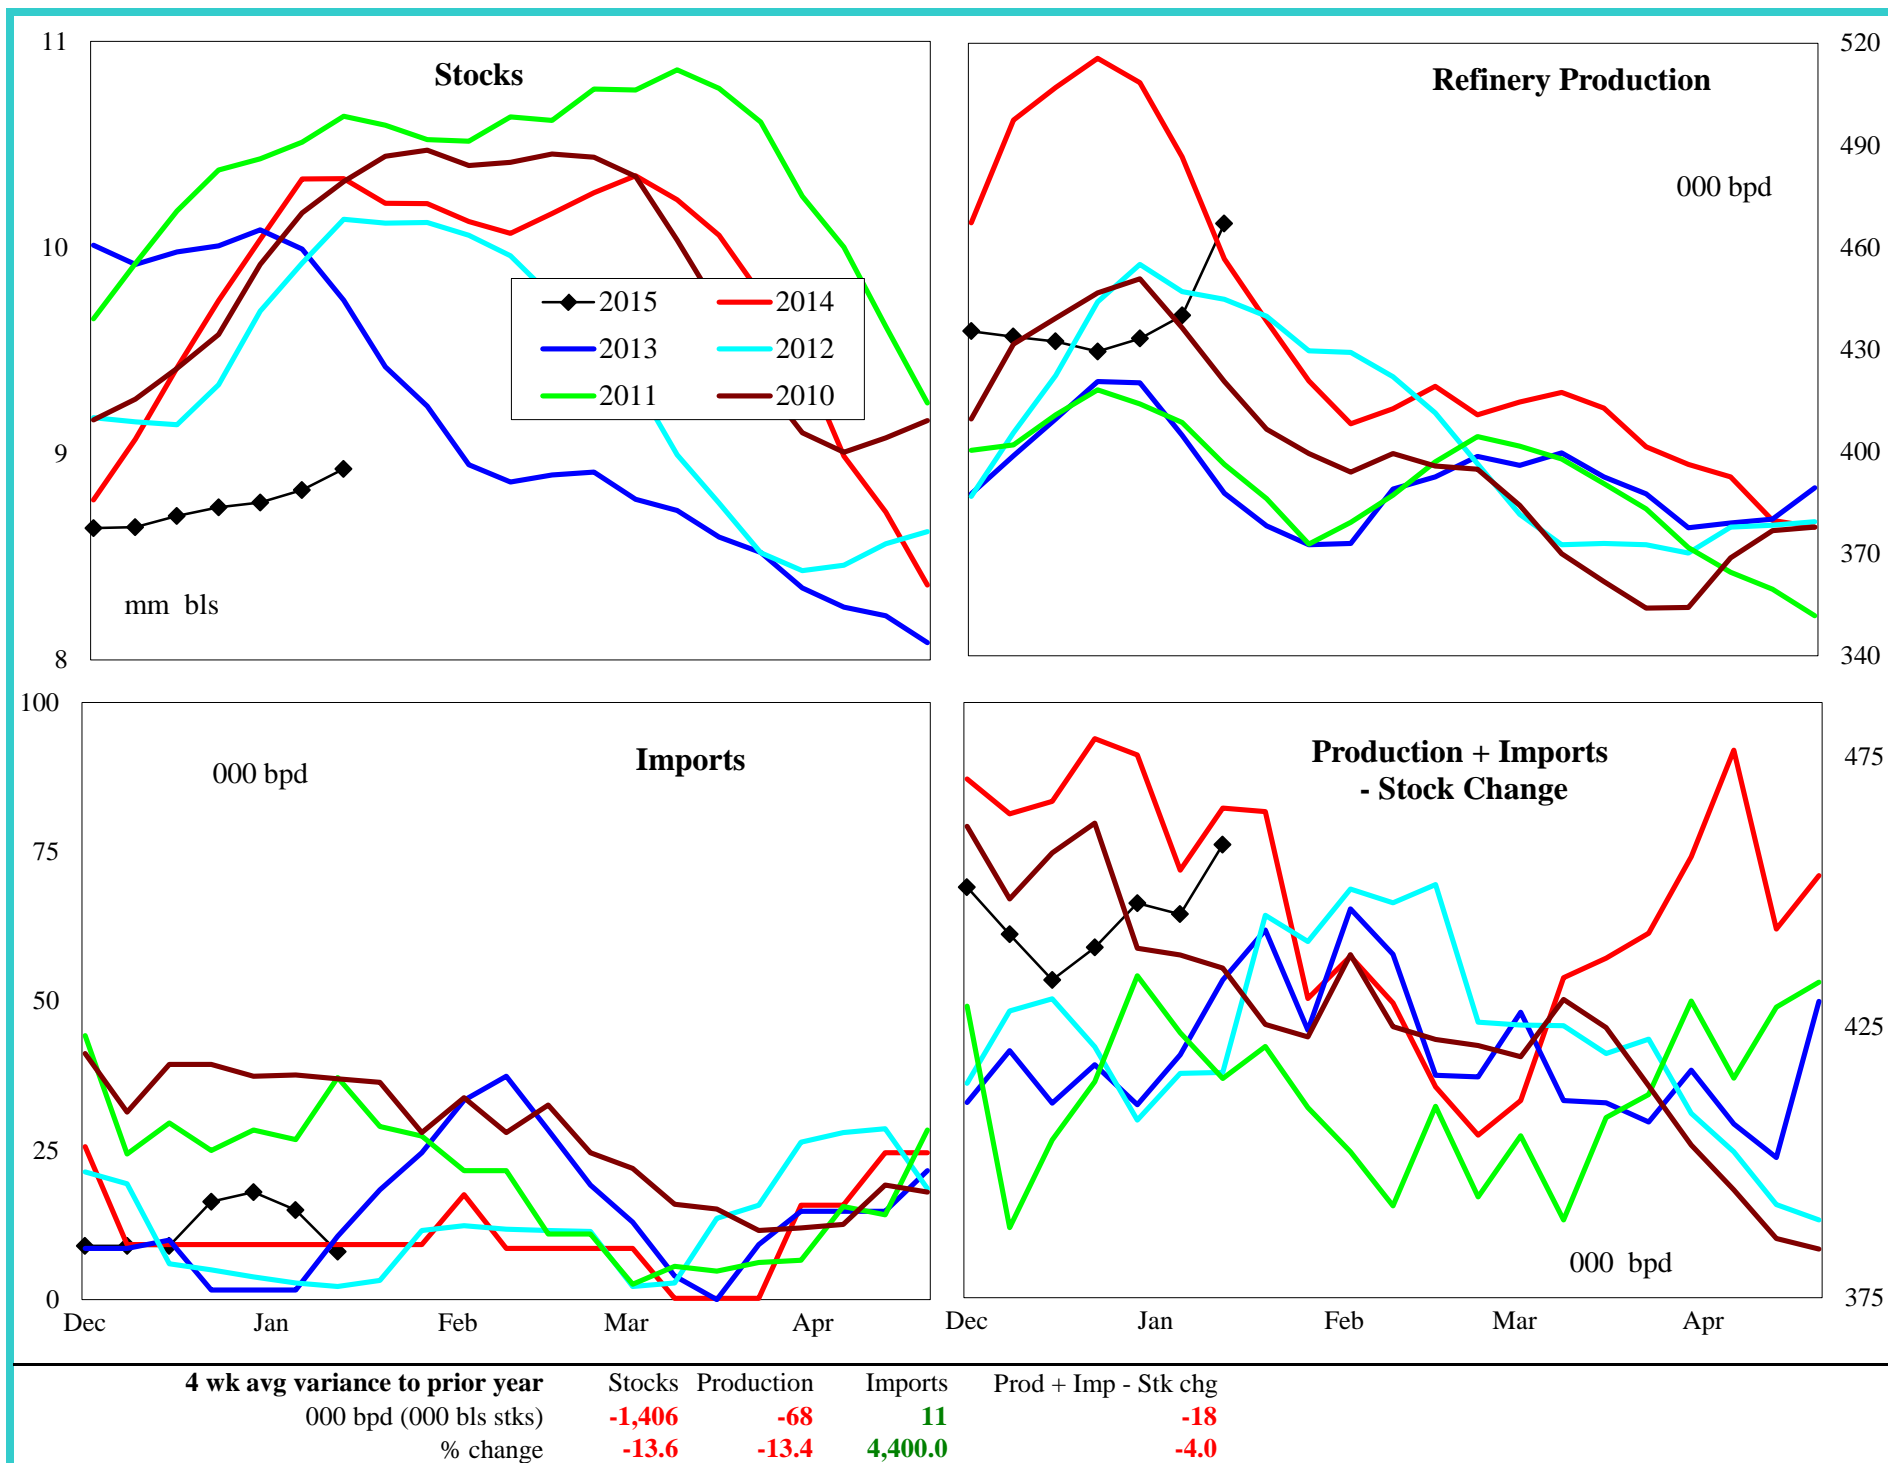 Stocks
11
10
9
8
mm bls
2015
2014
2013
2012
2011
2010
Refinery Production
000 bpd
520
490
460
430
400
370
340
Imports
000 bpd
100
75
50
25
0
Dec Jan Feb Mar Apr
Production + Imports
- Stock Change
475
425
375
000 bpd
Dec Jan Feb Mar Apr
4 wk avg variance to prior year Stocks Production Imports Prod + Imp - Stk chg
000 bpd (000 bls stks) -1,406 -68 11 -18
% change -13.6 -13.4 4,400.0 -4.0